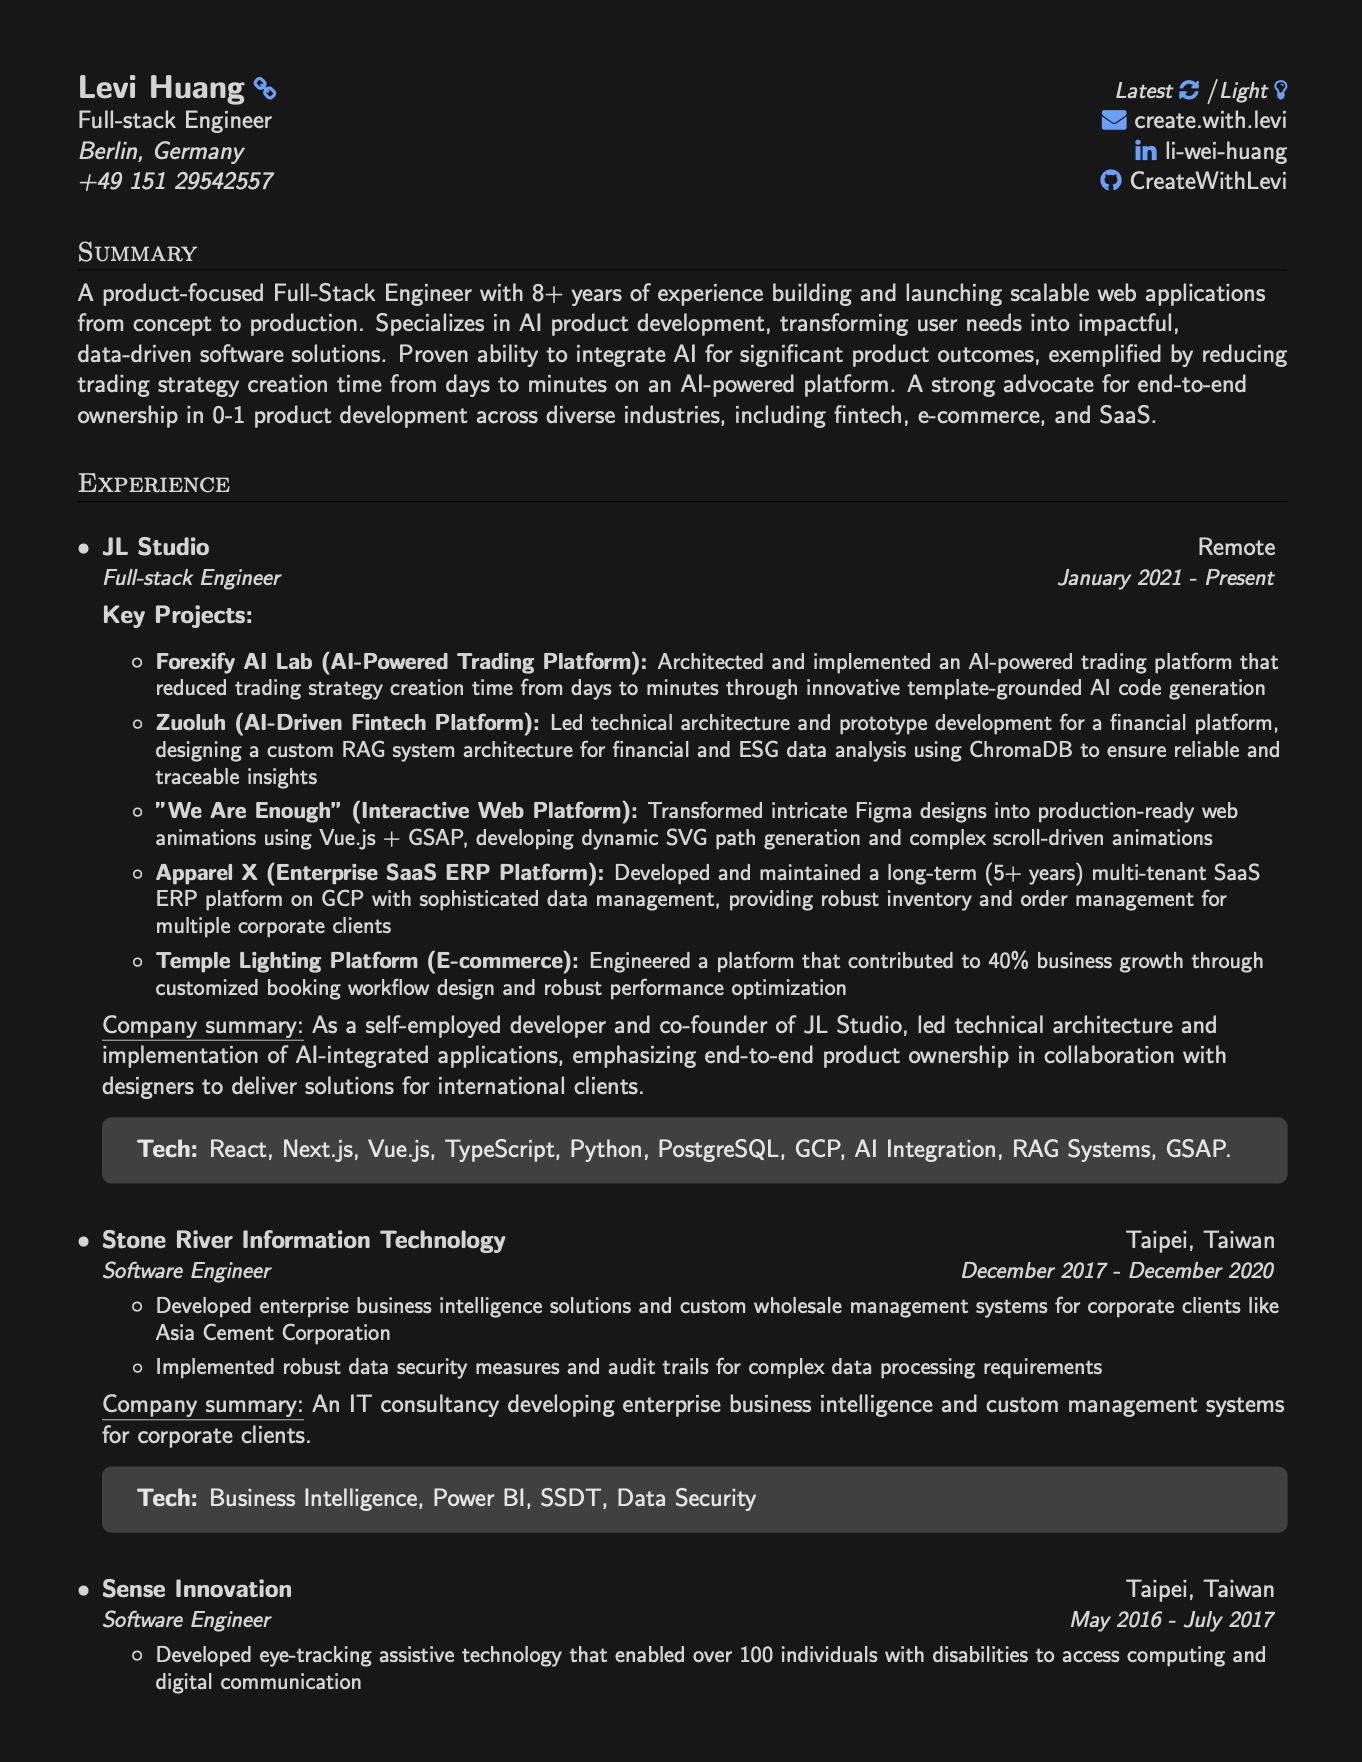 Levi Huang
Latest / Light
Full-stack Engineer
create.with.levi
Berlin, Germany
li-wei-huang
+49 151 29542557
CreateWithLevi
Summary
A product-focused Full-Stack Engineer with 8+ years of experience building and launching scalable web applications
from concept to production. Specializes in AI product development, transforming user needs into impactful,
data-driven software solutions. Proven ability to integrate AI for significant product outcomes, exemplified by reducing
trading strategy creation time from days to minutes on an AI-powered platform. A strong advocate for end-to-end
ownership in 0-1 product development across diverse industries, including fintech, e-commerce, and SaaS.
Experience
• JL Studio Remote
Full-stack Engineer January 2021 - Present
Key Projects:
◦ Forexify AI Lab (AI-Powered Trading Platform): Architected and implemented an AI-powered trading platform that
reduced trading strategy creation time from days to minutes through innovative template-grounded AI code generation
◦ Zuoluh (AI-Driven Fintech Platform): Led technical architecture and prototype development for a financial platform,
designing a custom RAG system architecture for financial and ESG data analysis using ChromaDB to ensure reliable and
traceable insights
◦ ”We Are Enough” (Interactive Web Platform): Transformed intricate Figma designs into production-ready web
animations using Vue.js + GSAP, developing dynamic SVG path generation and complex scroll-driven animations
◦ Apparel X (Enterprise SaaS ERP Platform): Developed and maintained a long-term (5+ years) multi-tenant SaaS
ERP platform on GCP with sophisticated data management, providing robust inventory and order management for
multiple corporate clients
◦ Temple Lighting Platform (E-commerce): Engineered a platform that contributed to 40% business growth through
customized booking workflow design and robust performance optimization
Company summary: As a self-employed developer and co-founder of JL Studio, led technical architecture and
implementation of AI-integrated applications, emphasizing end-to-end product ownership in collaboration with
designers to deliver solutions for international clients.
Tech: React, Next.js, Vue.js, TypeScript, Python, PostgreSQL, GCP, AI Integration, RAG Systems, GSAP.
• Stone River Information Technology Taipei, Taiwan
Software Engineer December 2017 - December 2020
◦ Developed enterprise business intelligence solutions and custom wholesale management systems for corporate clients like
Asia Cement Corporation
◦ Implemented robust data security measures and audit trails for complex data processing requirements
Company summary: An IT consultancy developing enterprise business intelligence and custom management systems
for corporate clients.
Tech: Business Intelligence, Power BI, SSDT, Data Security
• Sense Innovation Taipei, Taiwan
Software Engineer May 2016 - July 2017
◦ Developed eye-tracking assistive technology that enabled over 100 individuals with disabilities to access computing and
digital communication